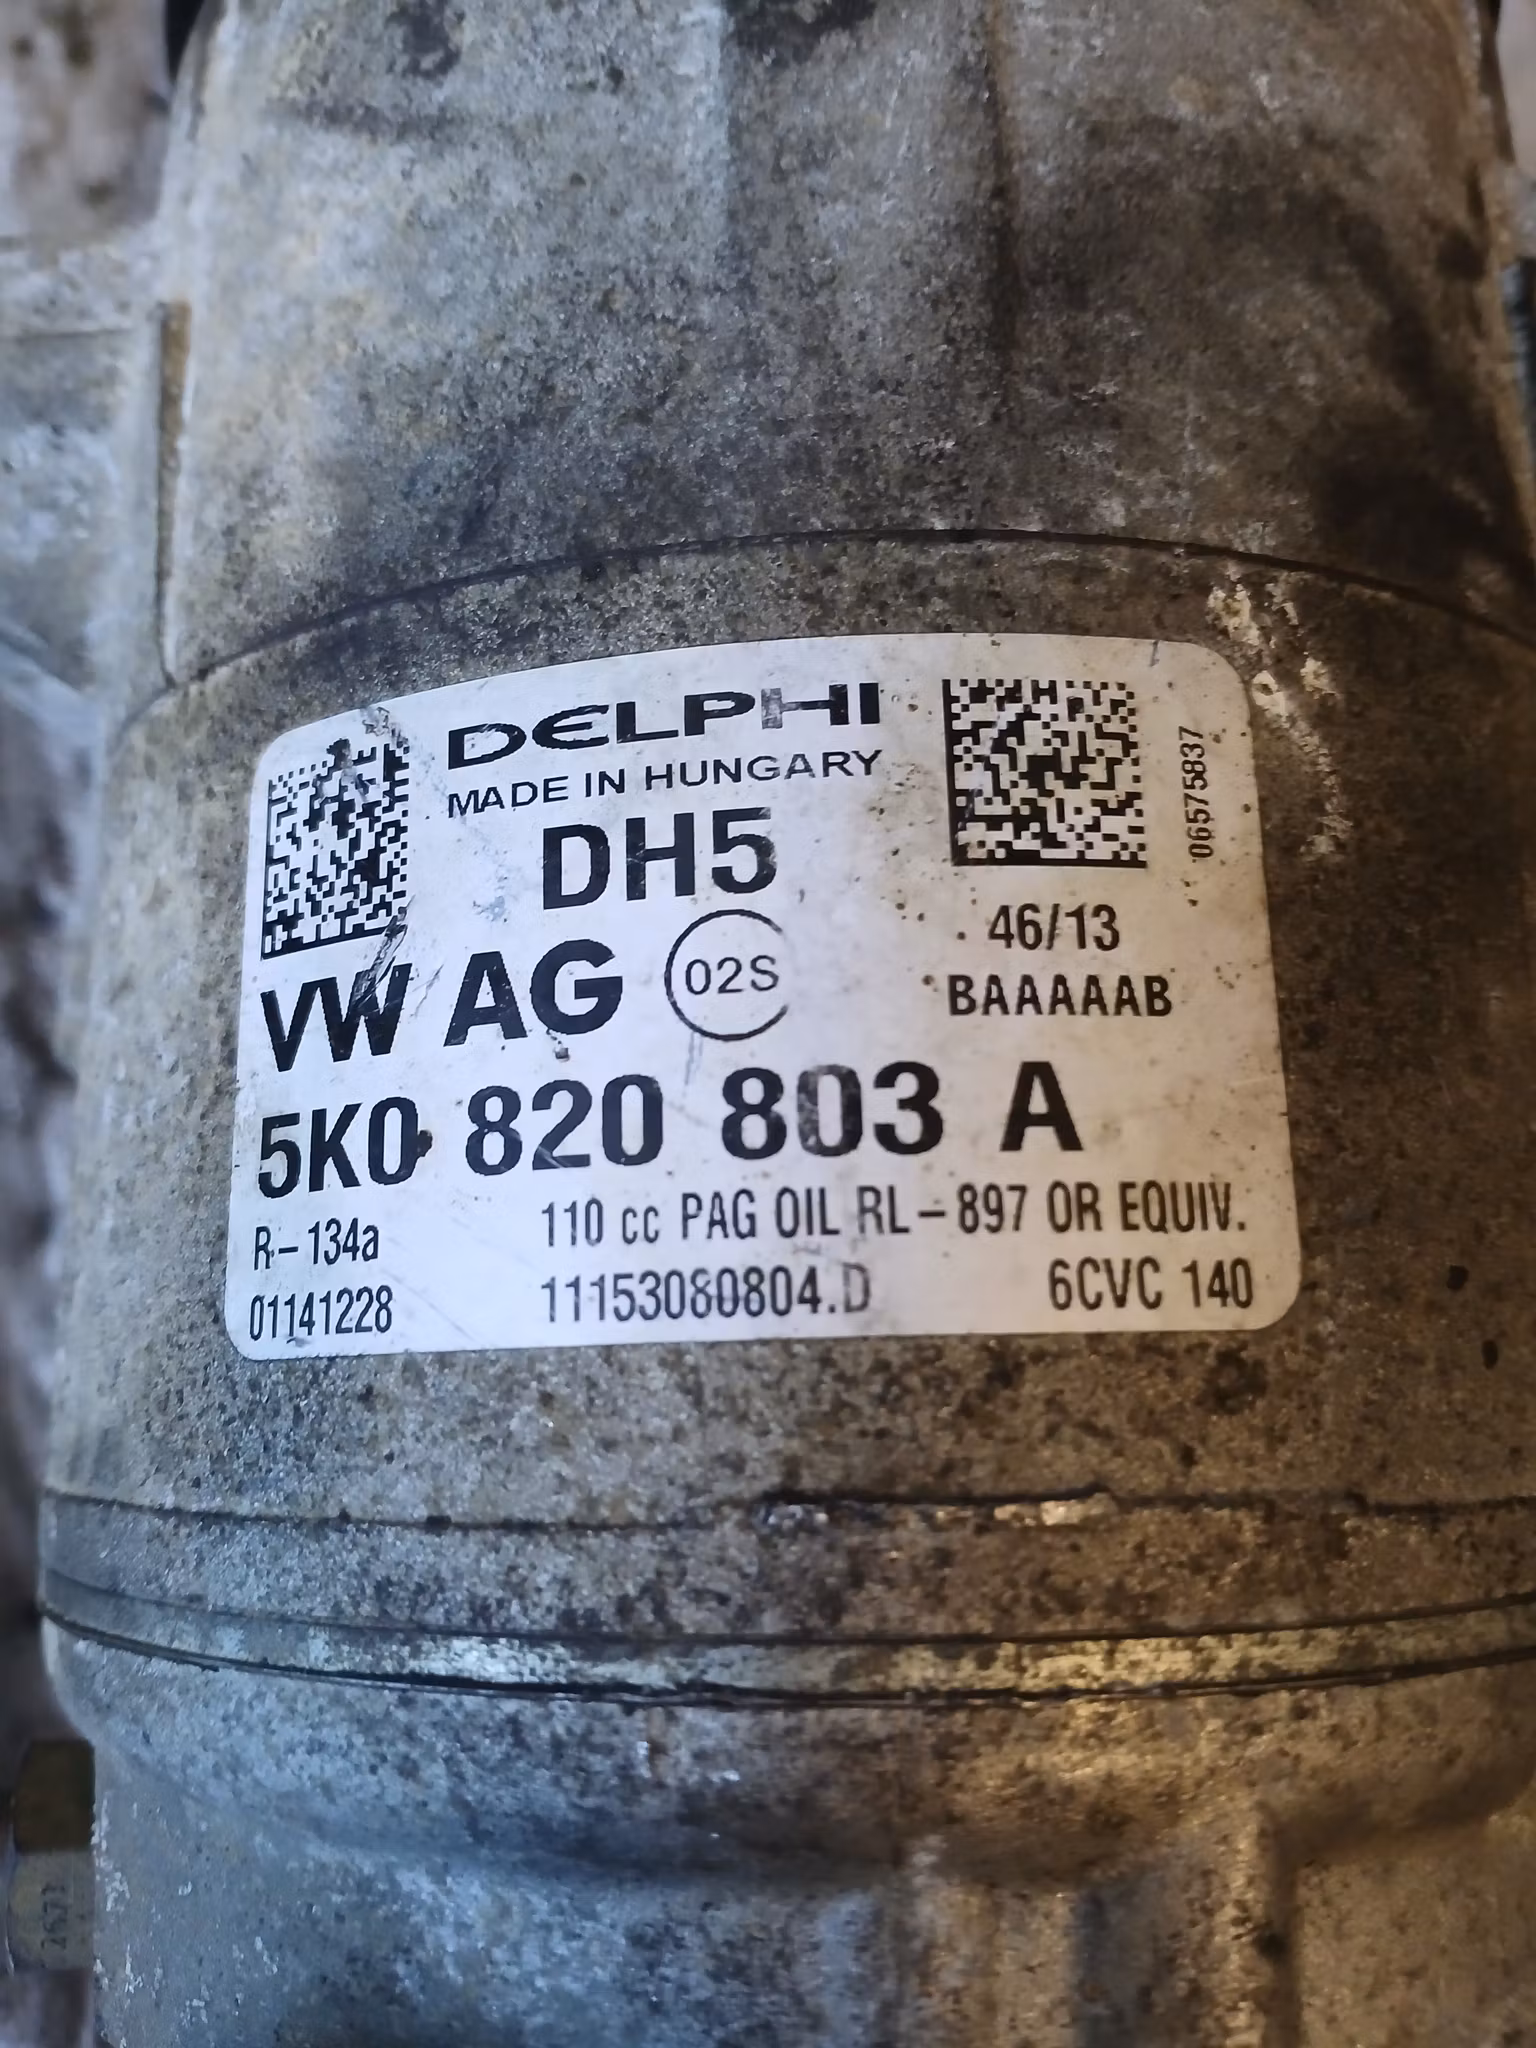 DELPHI
MADE IN HUNGARY
DH5
06575837
46/13
BAAAAAB
VW AG
02S
5K0 820 803 A
R-134a
110 cc PAG OIL RL-897 OR EQUIV.
01141228
11153080804.D
6CVC 140